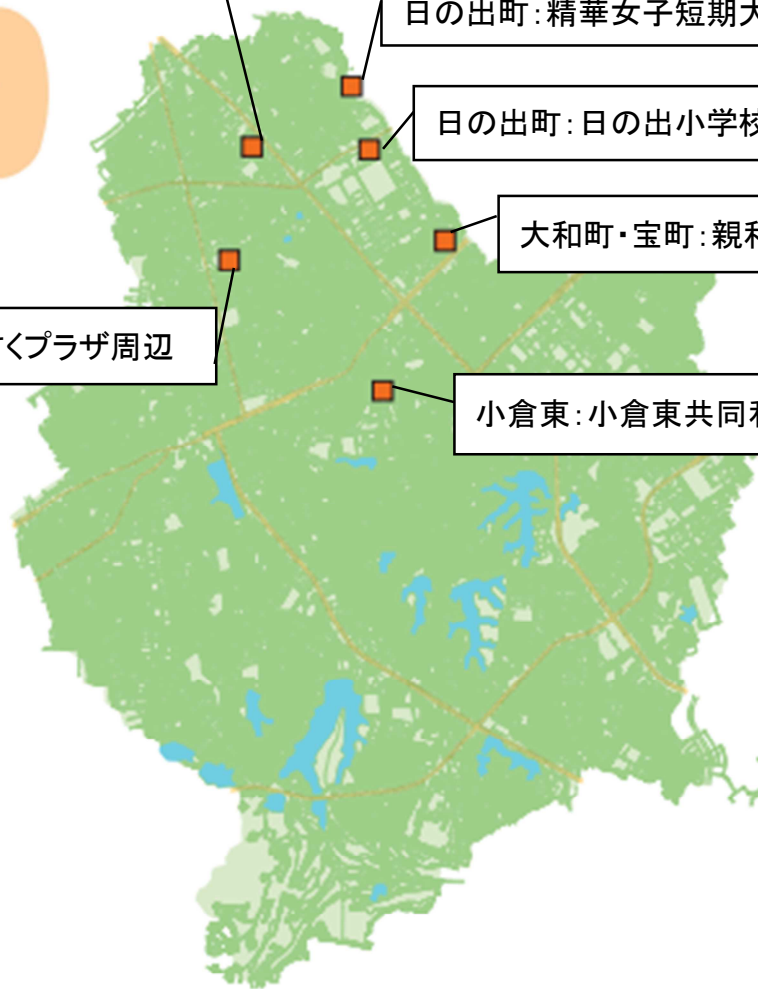 日の出町：精華女子短期大
日の出町：日の出小学校
大和町・宝町：親和
くプラザ周辺
小倉東：小倉東共同利